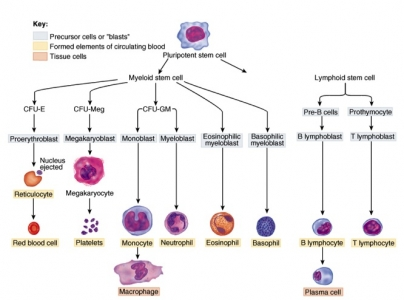 Key:
Precursor cells or "blasts"
Formed elements of circulating blood
Tissue cells
Pluripotent stem cell
Myeloid stem cell
Lymphoid stem cell
CFU-E
CFU-Meg
CFU-GM
Pre-B cells
Prothymocyte
Proerythroblast
Megakaryoblast
Monoblast
Myeloblast
Eosinophilic
myeloblast
Basophilic
myeloblast
B lymphoblast
T lymphoblast
Nucleus
ejected
Reticulocyte
Megakaryocyte
Red blood cell
Platelets
Monocyte
Neutrophil
Eosinophil
Basophil
B lymphocyte
T lymphocyte
Macrophage
Plasma cell